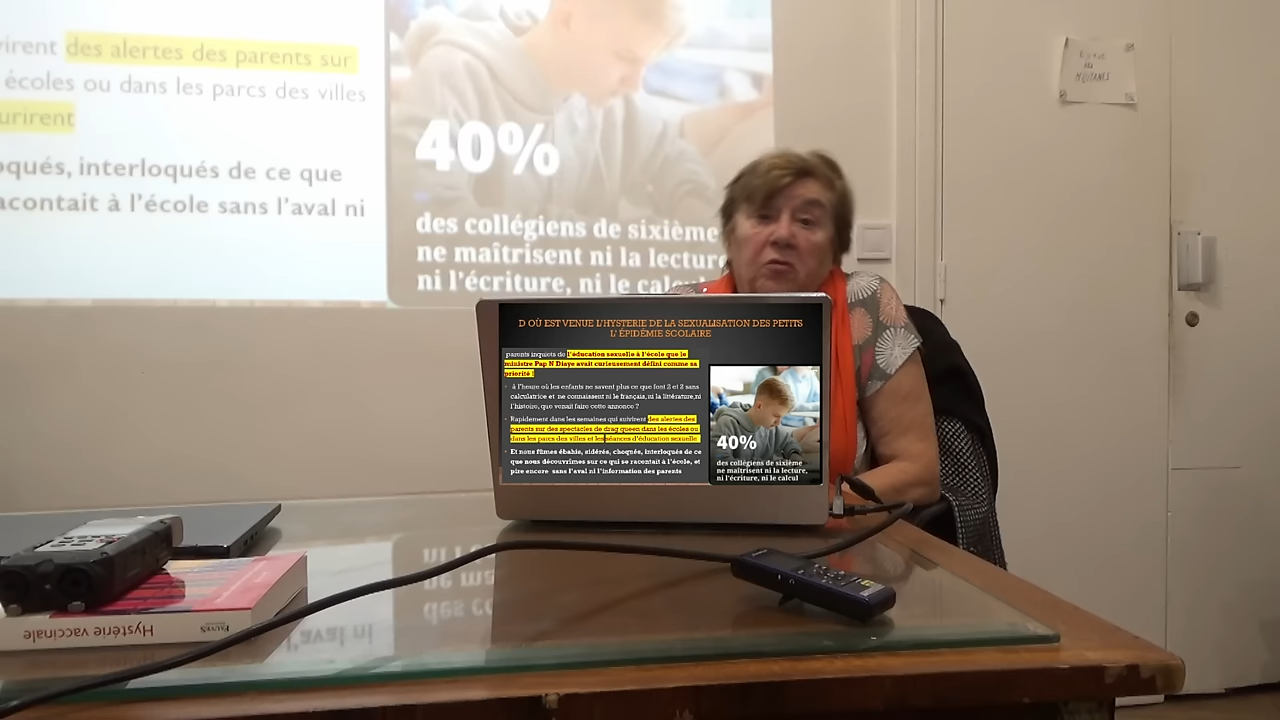 virent des alertes des parents sur
écoles ou dans les parcs des villes
urirent
oqués, interloqués de ce que
acontait à l'école sans l'aval ni
40%
des collégiens de sixième
ne maîtrisent ni la lecture
ni l'écriture, ni le calcul
D OÙ EST VENUE L'HYSTERIE DE LA SEXUALISATION DES PETITS
L' ÉPIDÉMIE SCOLAIRE
parents inquiets de l'éducation sexuelle à l'école que le
ministre Pap N Diaye avait curieusement défini comme sa
priorité !
à l'heure où les enfants ne savent plus ce que font 2 et 2 sans
calculatrice et ne connaissent ni le français, ni la littérature, ni
l'histoire, que venait faire cette annonce ?
Rapidement dans les semaines qui suivirent des alertes des
parents sur des spectacles de drag queen dans les écoles ou
dans les parcs des villes et les séances d'éducation sexuelle
Et nous fûmes ébahis, sidérés, choqués, interloqués de ce
que nous découvrîmes sur ce qui se racontait à l'école, et
pire encore sans l'aval ni l'information des parents
40%
des collégiens de sixième
ne maîtrisent ni la lecture,
ni l'écriture, ni le calcul
Hystérie vaccinale
FAUVES